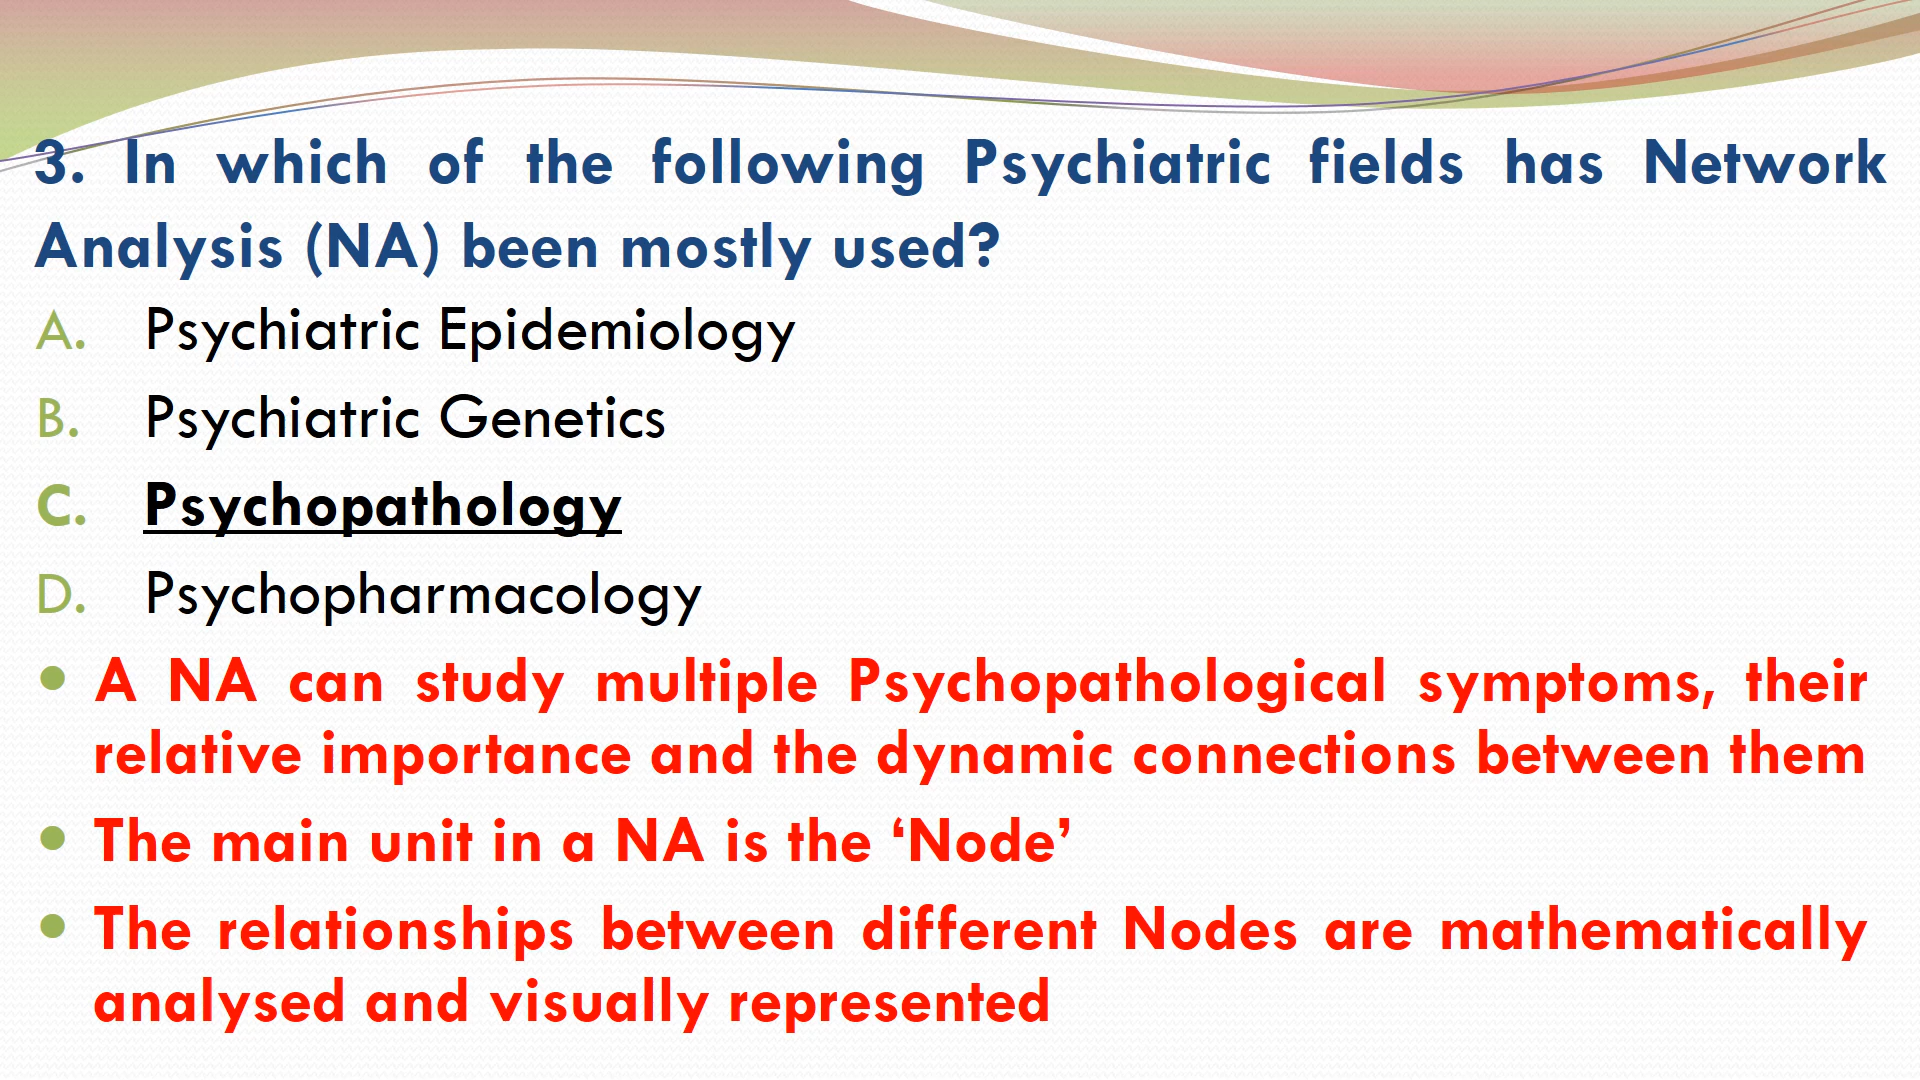 3. In which of the following Psychiatric fields has Network
Analysis (NA) been mostly used?
A. Psychiatric Epidemiology
B. Psychiatric Genetics
C. Psychopathology
D. Psychopharmacology
• A NA can study multiple Psychopathological symptoms, their
relative importance and the dynamic connections between them
• The main unit in a NA is the ‘Node’
• The relationships between different Nodes are mathematically
analysed and visually represented